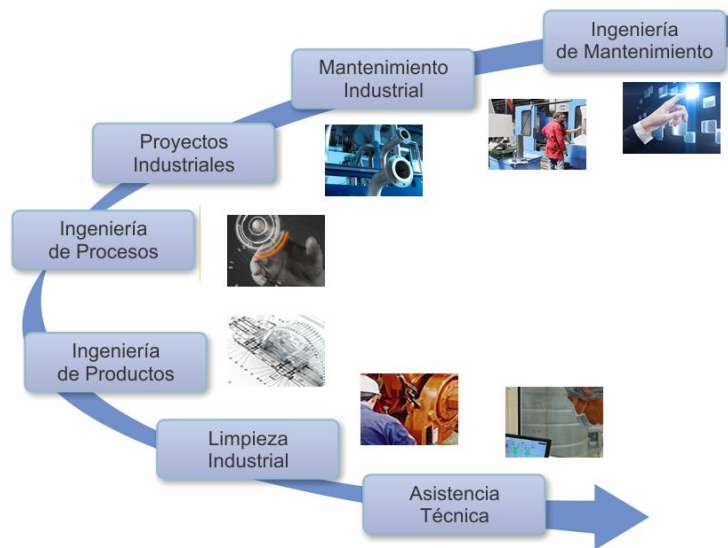 Ingeniería
de Mantenimiento
Mantenimiento
Industrial
Proyectos
Industriales
Ingeniería
de Procesos
Ingeniería
de Productos
Limpieza
Industrial
Asistencia
Técnica